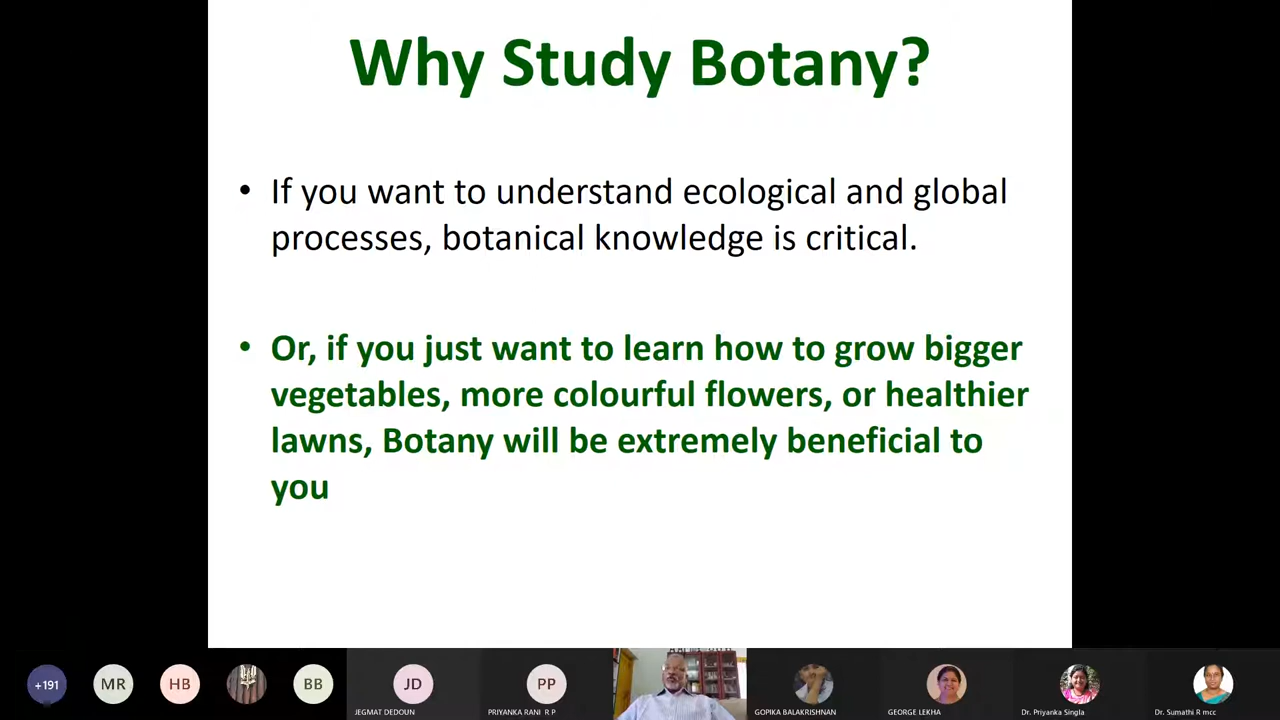 Why Study Botany?
• If you want to understand ecological and global
processes, botanical knowledge is critical.
• Or, if you just want to learn how to grow bigger
vegetables, more colourful flowers, or healthier
lawns, Botany will be extremely beneficial to
you
+191
MR
HB
BB
JD
PP
JEGMAT DEDOUN
PRIYANKA RANI R P
GOPIKA BALAKRISHNAN
GEORGE LEKHA
Dr. Priyanka Singla
Dr. Sumathi R mcc